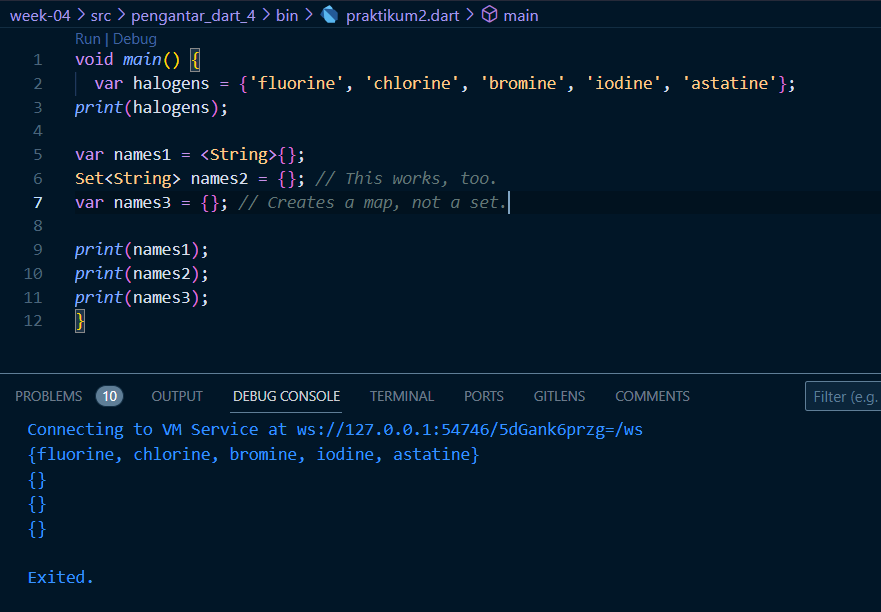 week-04 > src > pengantar_dart_4 > bin > praktikum2.dart > main
Run | Debug
1 void main() {
2   var halogens = {'fluorine', 'chlorine', 'bromine', 'iodine', 'astatine'};
3 print(halogens);
4
5 var names1 = <String>{};
6 Set<String> names2 = {}; // This works, too.
7 var names3 = {}; // Creates a map, not a set.
8
9 print(names1);
10 print(names2);
11 print(names3);
12 }
PROBLEMS 10 OUTPUT DEBUG CONSOLE TERMINAL PORTS GITLENS COMMENTS Filter (e.g.
Connecting to VM Service at ws://127.0.0.1:54746/5dGank6przg=/ws
{fluorine, chlorine, bromine, iodine, astatine}
{}
{}
{}
Exited.